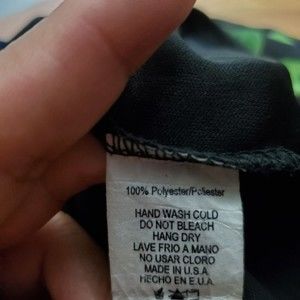 100% Polyester/Poliester
HAND WASH COLD
DO NOT BLEACH
HANG DRY
LAVE FRIO A MANO
NO USAR CLORO
MADE IN U.S.A
HECHO EN E.U.A.